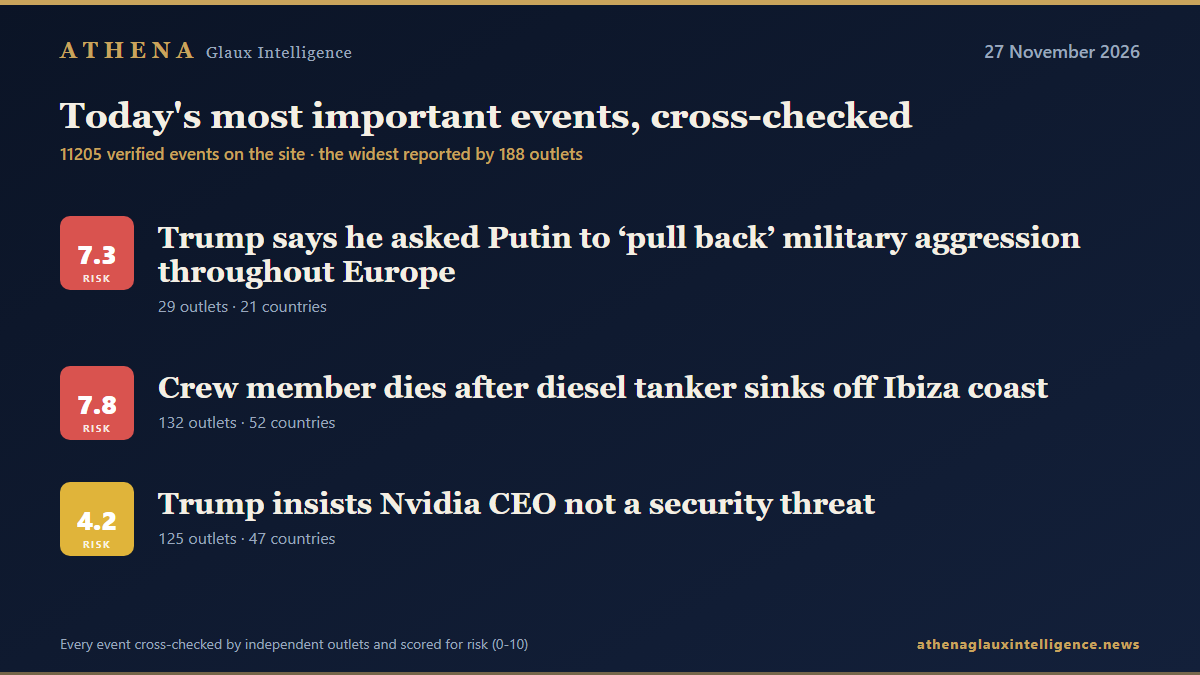 ATHENA Glaux Intelligence
27 November 2026
Today's most important events, cross-checked
11205 verified events on the site · the widest reported by 188 outlets
7.3
RISK
Trump says he asked Putin to ‘pull back’ military aggression
throughout Europe
29 outlets · 21 countries
7.8
RISK
Crew member dies after diesel tanker sinks off Ibiza coast
132 outlets · 52 countries
4.2
RISK
Trump insists Nvidia CEO not a security threat
125 outlets · 47 countries
Every event cross-checked by independent outlets and scored for risk (0-10)
athenaglauxintelligence.news